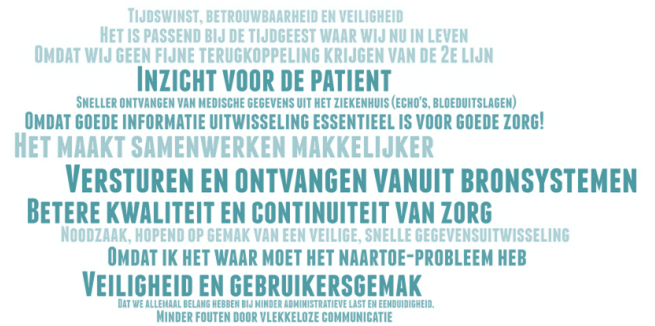 Tijdswinst, betrouwbaarheid en veiligheid
Het is passend bij de tijdgeest waar wij nu in leven
Omdat wij geen fijne terugkoppeling krijgen van de 2e lijn
Inzicht voor de patient
Sneller ontvangen van medische gegevens uit het ziekenhuis (echo's, bloeduitslagen)
Omdat goede informatie uitwisseling essentieel is voor goede zorg!
Het maakt samenwerken makkelijker
Versturen en ontvangen vanuit bronsystemen
Betere kwaliteit en continuiteit van zorg
Noodzaak, hopend op gemak van een veilige, snelle gegevensuitwisseling
Omdat ik het waar moet het naartoe-probleem heb
Veiligheid en gebruikersgemak
Dat we allemaal belang hebben bij minder administratieve last en eenduidigheid.
Minder fouten door vlekkeloze communicatie